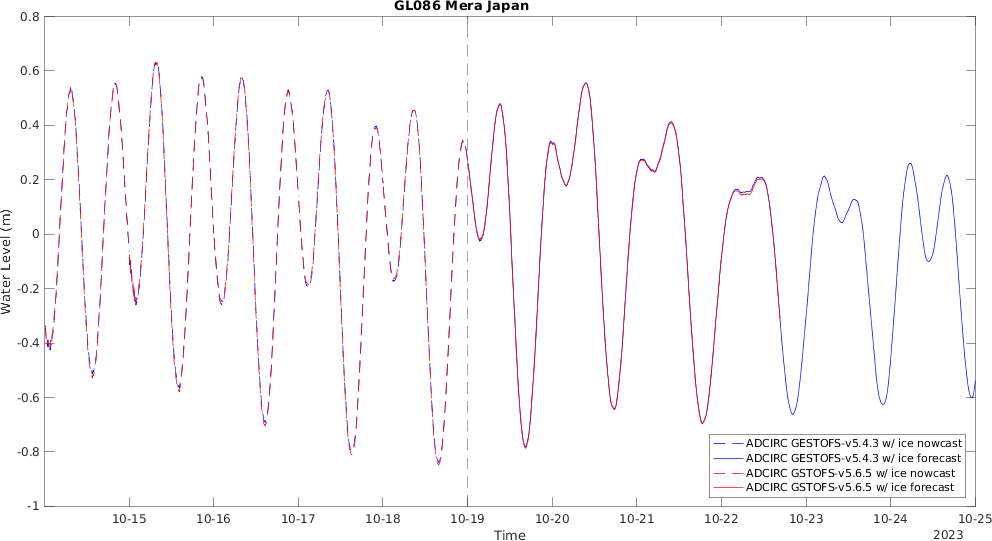 GL086 Mera Japan
0.8
0.6
0.4
0.2
0
-0.2
-0.4
-0.6
-0.8
-1
Water Level (m)
ADCIRC GESTOFS-v5.4.3 w/ ice nowcast
ADCIRC GESTOFS-v5.4.3 w/ ice forecast
ADCIRC GSTOFS-v5.6.5 w/ ice nowcast
ADCIRC GSTOFS-v5.6.5 w/ ice forecast
10-15 10-16 10-17 10-18 10-19 10-20 10-21 10-22 10-23 10-24 10-25
Time
2023